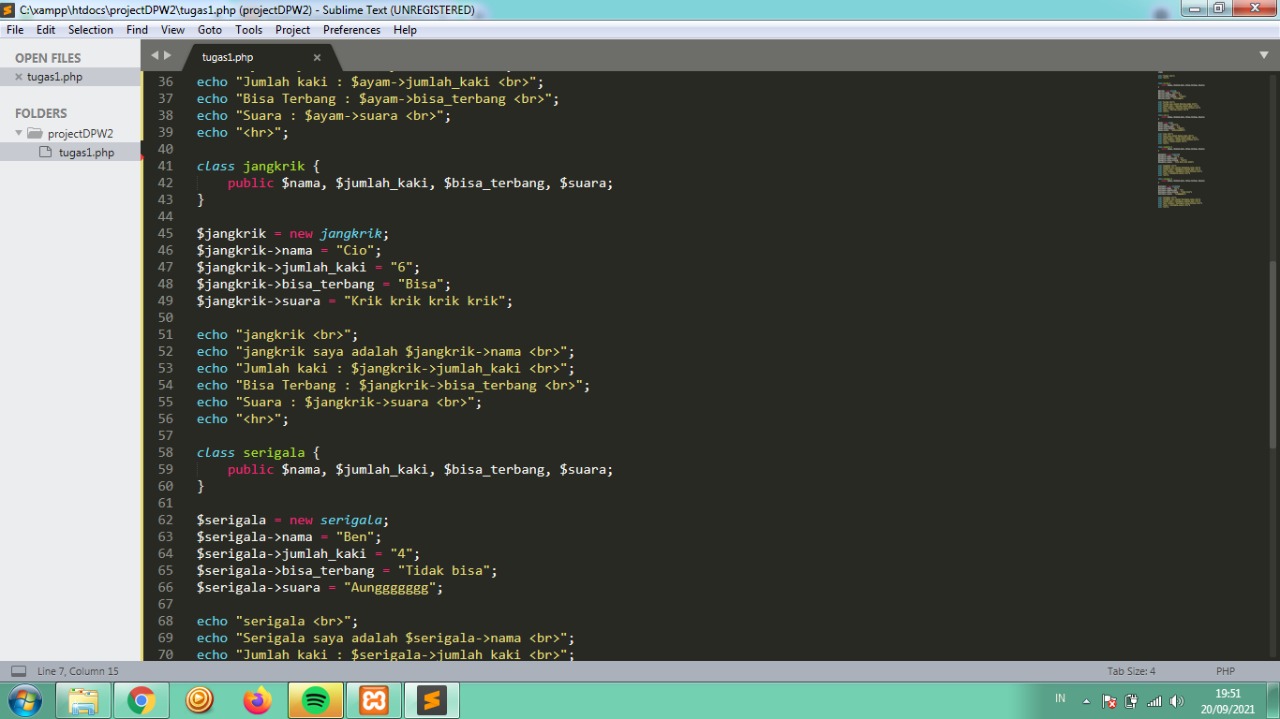 C:\xampp\htdocs\projectDPW2\tugas1.php (projectDPW2) - Sublime Text (UNREGISTERED)
File Edit Selection Find View Goto Tools Project Preferences Help
OPEN FILES
tugas1.php
FOLDERS
projectDPW2
tugas1.php
tugas1.php
36 echo "Jumlah kaki : $ayam->jumlah_kaki <br>";
37 echo "Bisa Terbang : $ayam->bisa_terbang <br>";
38 echo "Suara : $ayam->suara <br>";
39 echo "<hr>";
40
41 class jangkrik {
42 public $nama, $jumlah_kaki, $bisa_terbang, $suara;
43 }
44
45 $jangkrik = new jangkrik;
46 $jangkrik->nama = "Cio";
47 $jangkrik->jumlah_kaki = "6";
48 $jangkrik->bisa_terbang = "Bisa";
49 $jangkrik->suara = "Krik krik krik krik";
50
51 echo "jangkrik <br>";
52 echo "jangkrik saya adalah $jangkrik->nama <br>";
53 echo "Jumlah kaki : $jangkrik->jumlah_kaki <br>";
54 echo "Bisa Terbang : $jangkrik->bisa_terbang <br>";
55 echo "Suara : $jangkrik->suara <br>";
56 echo "<hr>";
57
58 class serigala {
59 public $nama, $jumlah_kaki, $bisa_terbang, $suara;
60 }
61
62 $serigala = new serigala;
63 $serigala->nama = "Ben";
64 $serigala->jumlah_kaki = "4";
65 $serigala->bisa_terbang = "Tidak bisa";
66 $serigala->suara = "Aunggggggg";
67
68 echo "serigala <br>";
69 echo "Serigala saya adalah $serigala->nama <br>";
70 echo "Jumlah kaki : $serigala->jumlah_kaki <br>";
Line 7, Column 15
Tab Size: 4 PHP
IN
19:51
20/09/2021